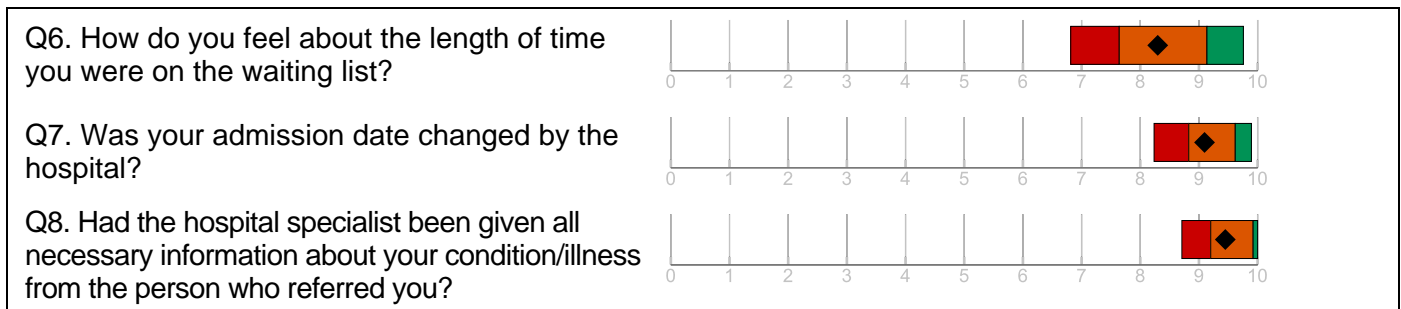 Q6. How do you feel about the length of time
you were on the waiting list?
0 1 2 3 4 5 6 7 8 9 10
Q7. Was your admission date changed by the
hospital?
0 1 2 3 4 5 6 7 8 9 10
Q8. Had the hospital specialist been given all
necessary information about your condition/illness
from the person who referred you?
0 1 2 3 4 5 6 7 8 9 10